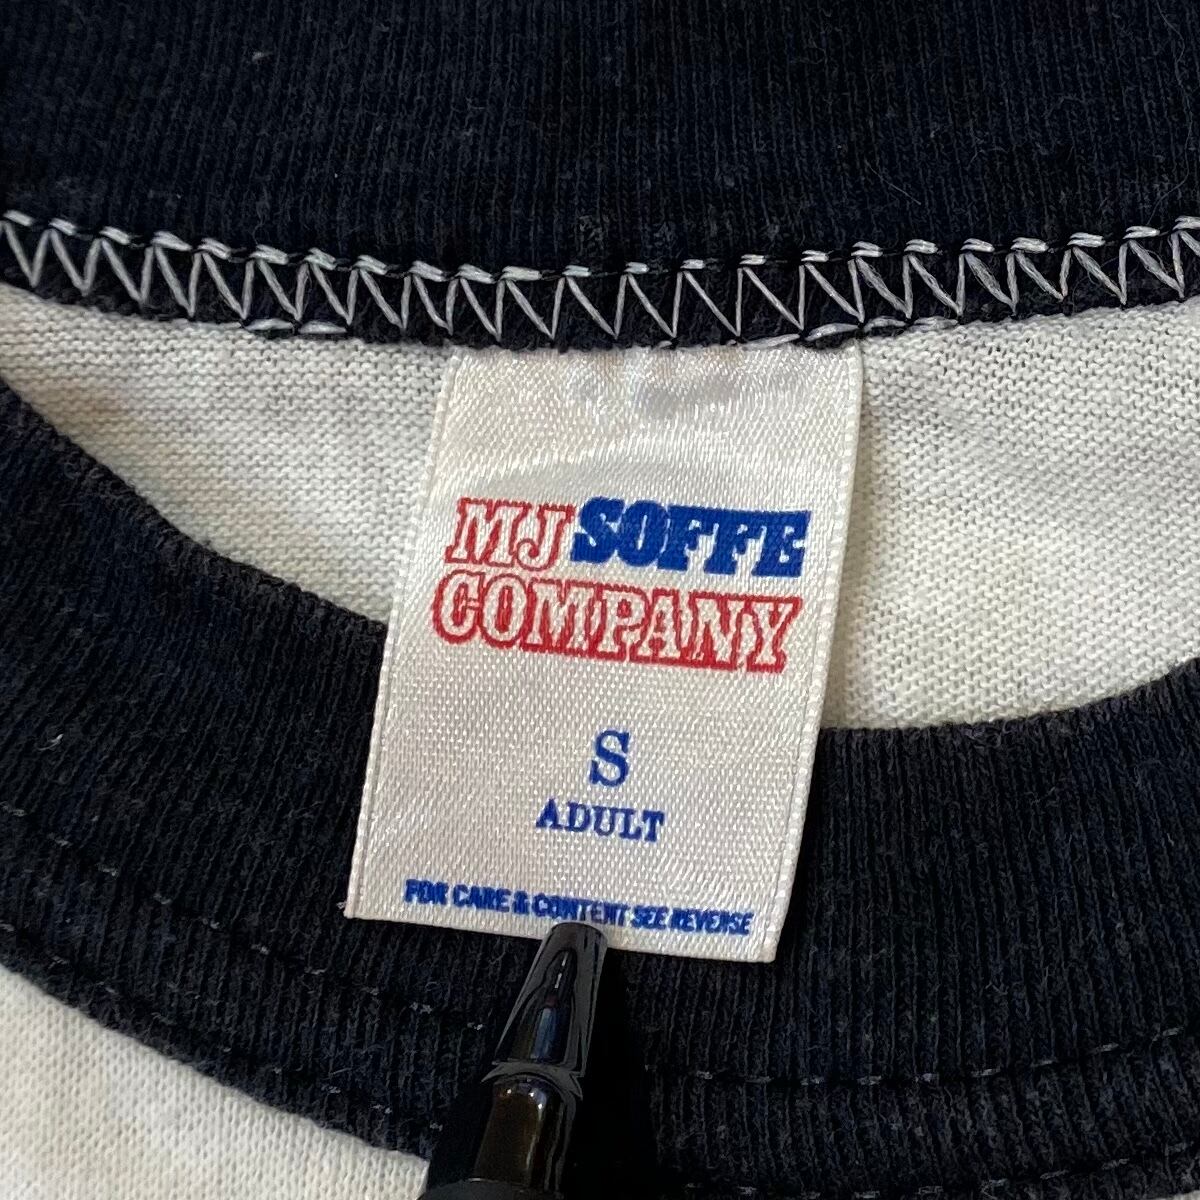 MJ SOFFE
COMPANY
S
ADULT
FOR CARE & CONTENT SEE REVERSE